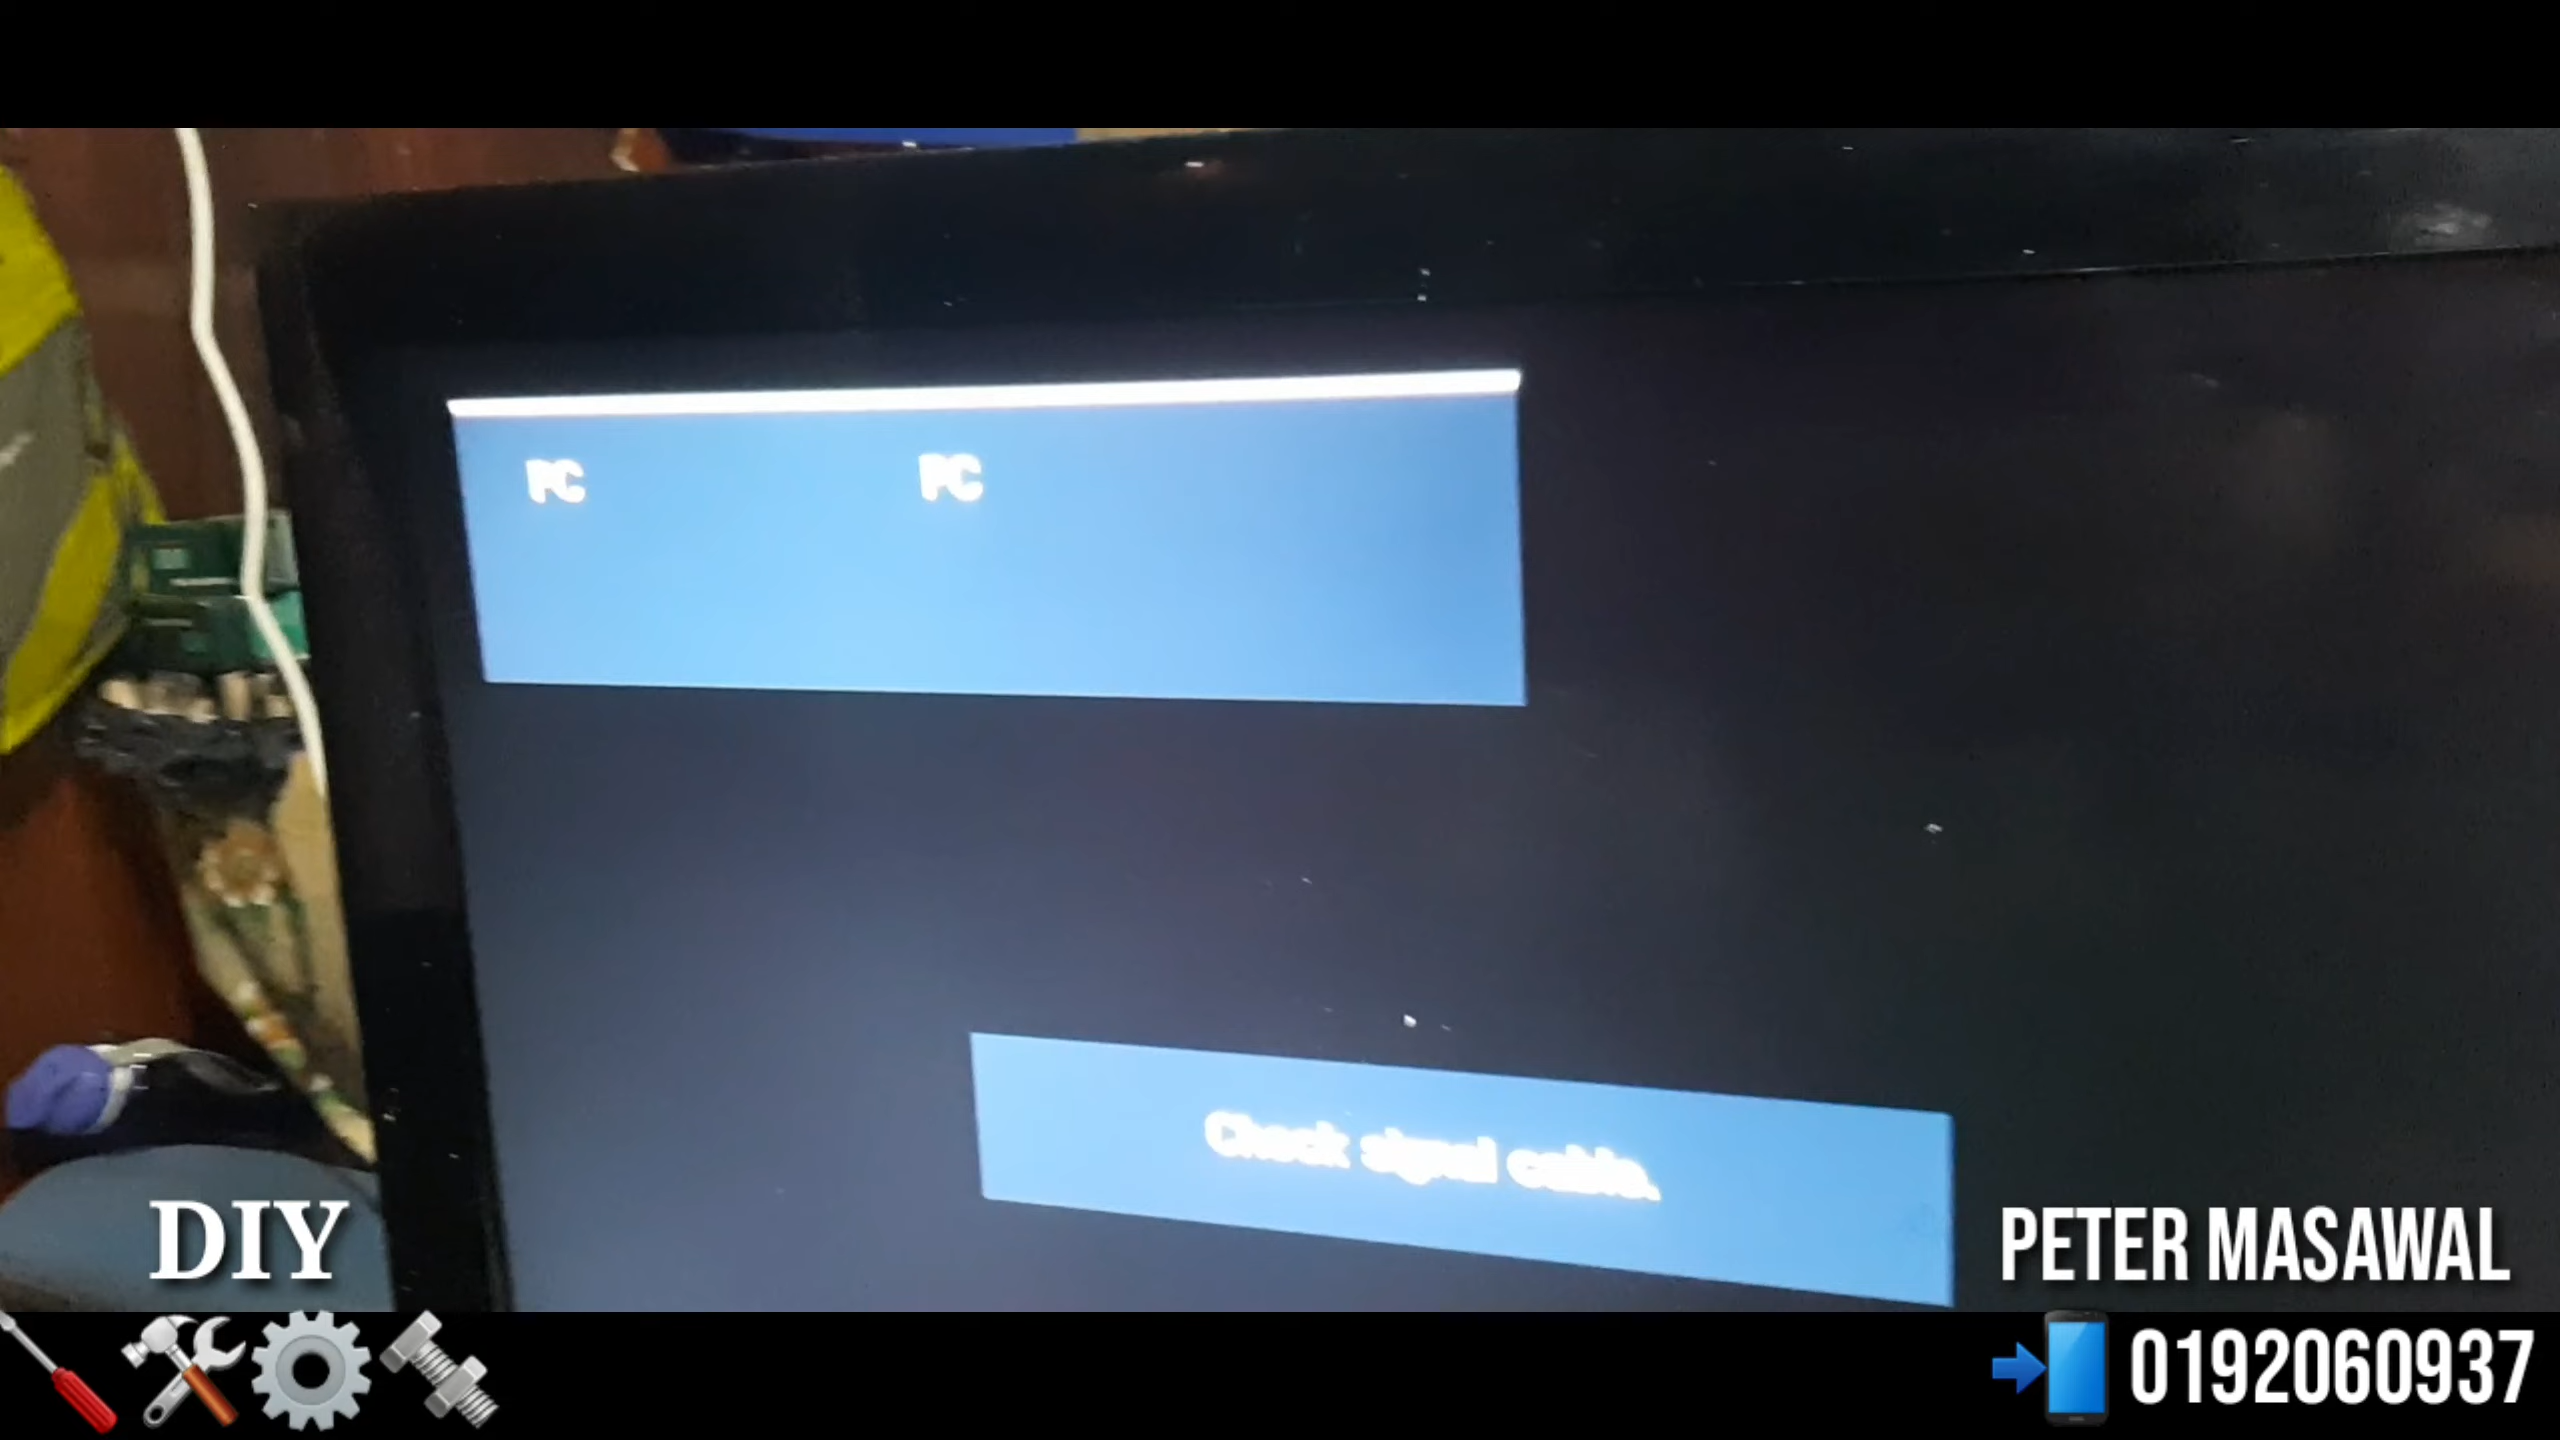 PC PC
Check signal cable.
DIY
PETER MASAWAL
0192060937